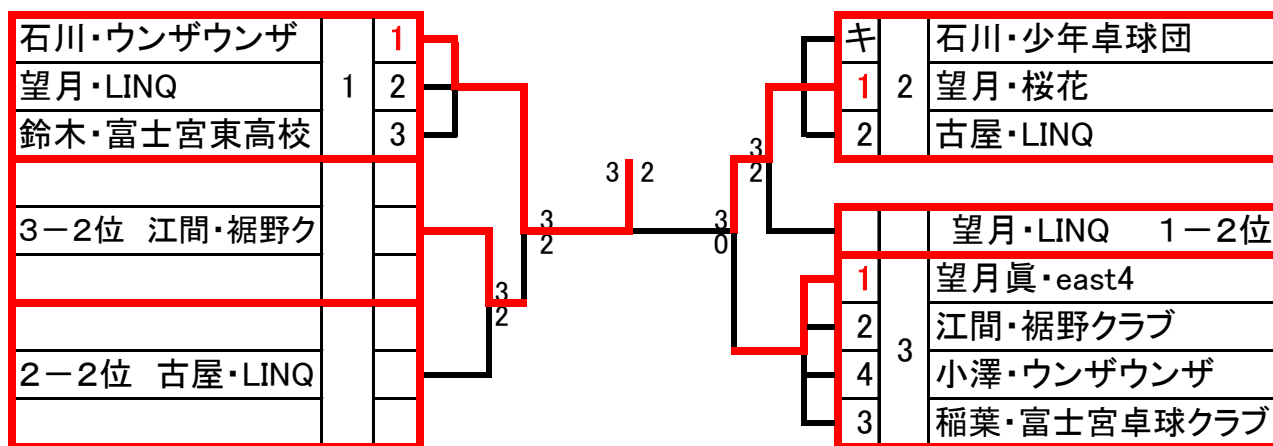 石川・ウンザウンザ 1
望月・LINQ 1 2
鈴木・富士宮東高校 3
3－2位 江間・裾野ク
2－2位 古屋・LINQ
3 2
3 2
3 2
3 2
3 0
キ 石川・少年卓球団
1 2 望月・桜花
2 古屋・LINQ
望月・LINQ 1－2位
1 望月眞・east4
2 江間・裾野クラブ
3
4 小澤・ウンザウンザ
3 稲葉・富士宮卓球クラブ